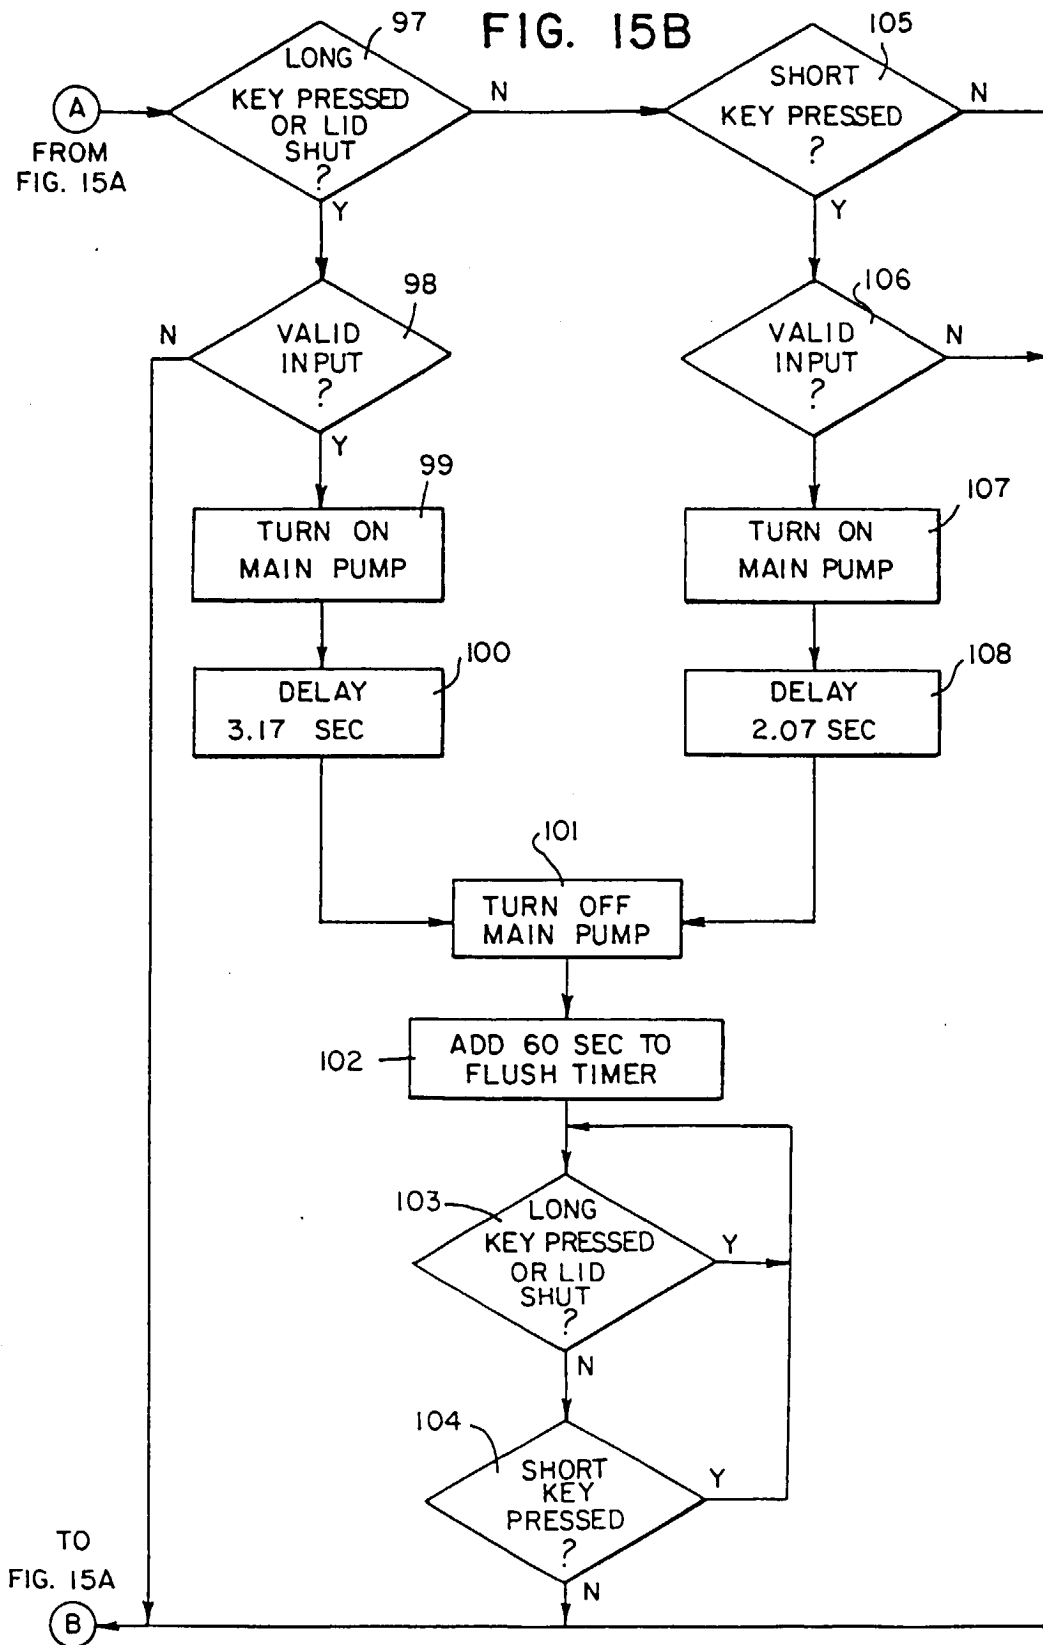 FIG. 15B
97
LONG
KEY PRESSED
OR LID
SHUT
?
N
Y
A
FROM
FIG. 15A
105
SHORT
KEY PRESSED
?
N
Y
98
VALID
INPUT
?
N
Y
106
VALID
INPUT
?
N
99
TURN ON
MAIN PUMP
107
TURN ON
MAIN PUMP
100
DELAY
3.17 SEC
108
DELAY
2.07 SEC
101
TURN OFF
MAIN PUMP
102
ADD 60 SEC TO
FLUSH TIMER
103
LONG
KEY PRESSED
OR LID
SHUT
?
Y
N
104
SHORT
KEY
PRESSED
?
Y
N
TO
FIG. 15A
B